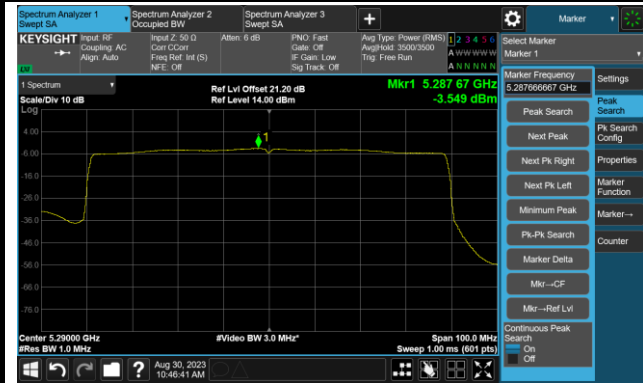 Spectrum Analyzer 1
Swept SA
Spectrum Analyzer 2
Occupied BW
Spectrum Analyzer 3
Swept SA
+
Marker
KEYSIGHT
Input: RF
Coupling: AC
Align: Auto
Input Z: 50 Ω
Corr CCorr
Freq Ref: Int (S)
NFE: Off
Atten: 6 dB
PNO: Fast
Gate: Off
IF Gain: Low
Sig Track: Off
Avg Type: Power (RMS)
Avg|Hold: 3500/3500
Trig: Free Run
1 2 3 4 5 6
A W W W W W
A N N N N N
Select Marker
Marker 1
1 Spectrum
Scale/Div 10 dB
Log
Ref Lvl Offset 21.20 dB
Ref Level 14.00 dBm
Mkr1 5.287 67 GHz
-3.549 dBm
4.00
-6.00
-16.0
-26.0
-36.0
-46.0
-56.0
-66.0
-76.0
1
Center 5.29000 GHz
#Res BW 1.0 MHz
#Video BW 3.0 MHz*
Span 100.0 MHz
Sweep 1.00 ms (601 pts)
Marker Frequency
5.287666667 GHz
Peak Search
Next Peak
Next Pk Right
Next Pk Left
Minimum Peak
Pk-Pk Search
Marker Delta
Mkr→CF
Mkr→Ref Lvl
Continuous Peak
Search
On
Off
Settings
Peak
Search
Pk Search
Config
Properties
Marker
Function
Marker→
Counter
?
Aug 30, 2023
10:46:41 AM